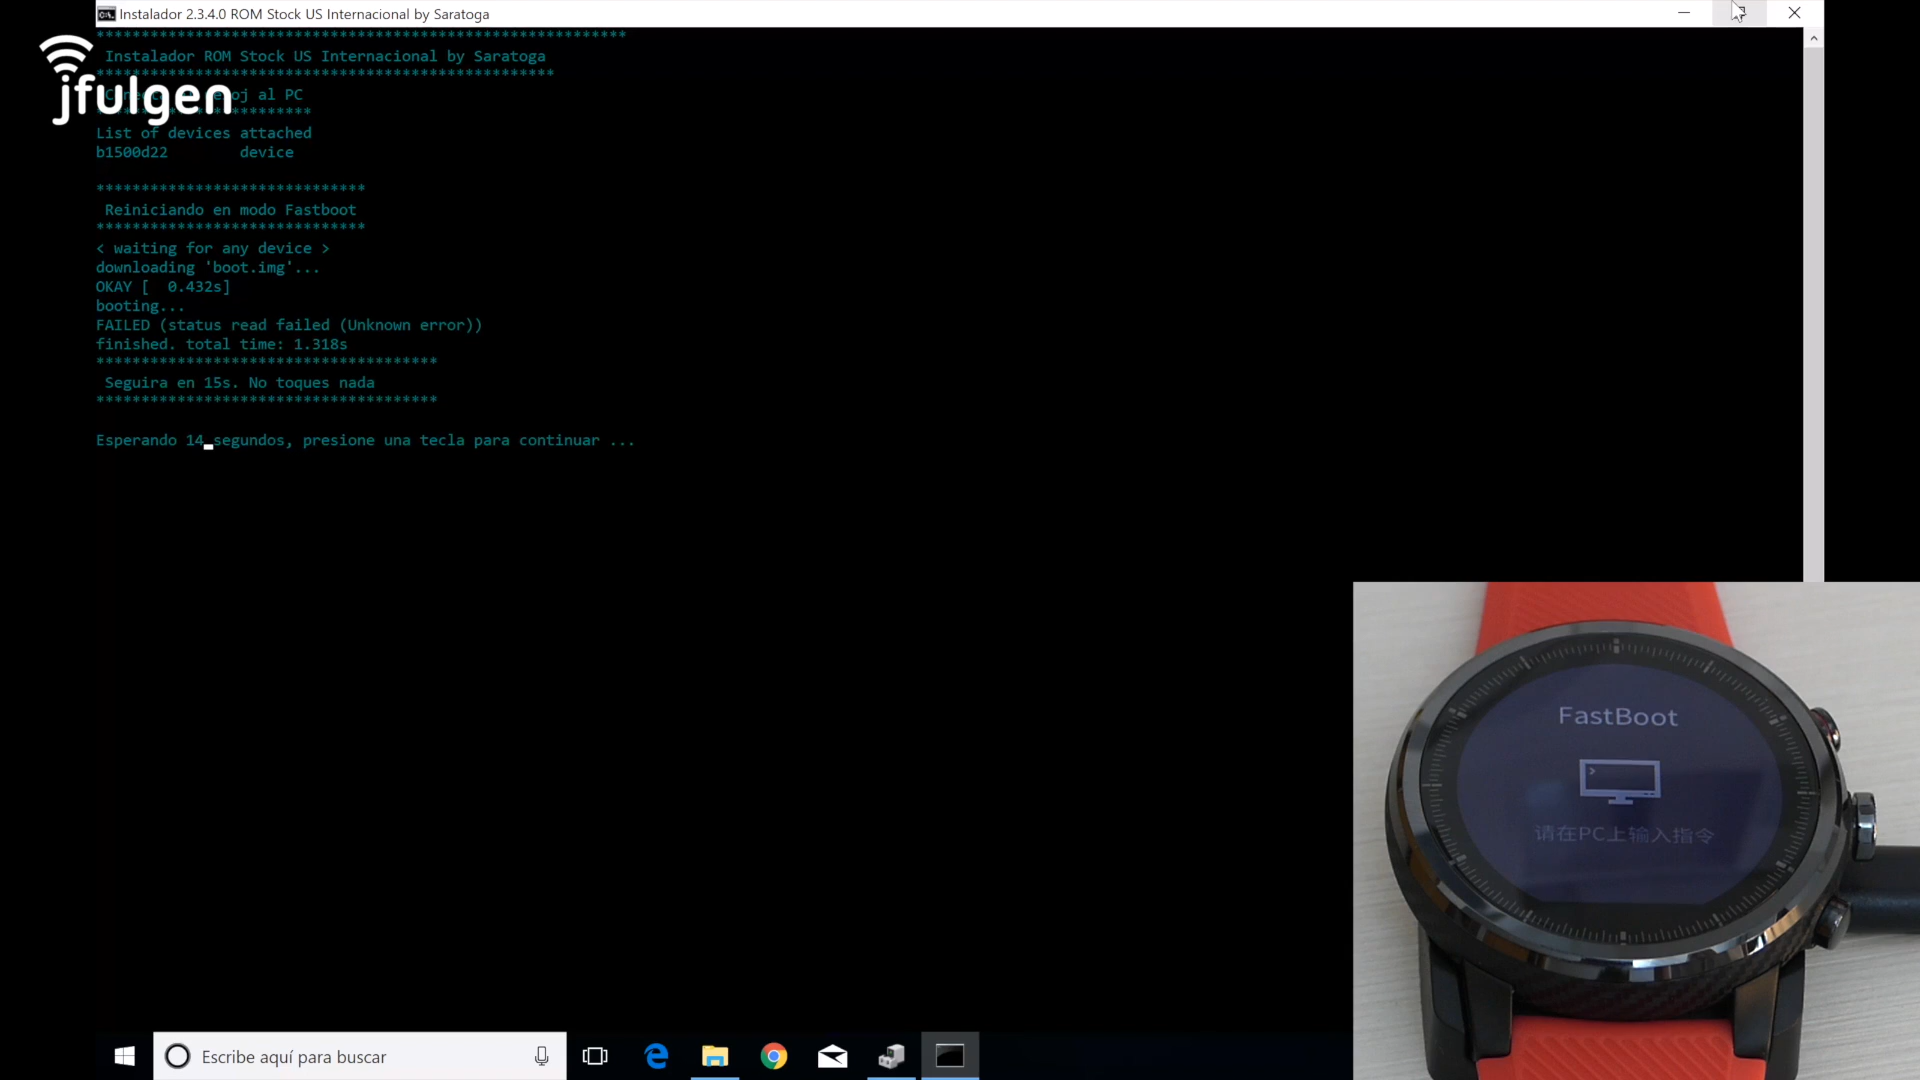 Instalador 2.3.4.0 ROM Stock US Internacional by Saratoga
***********************************************************
Instalador ROM Stock US Internacional by Saratoga
***************************************************
jfulgen
oj al PC
List of devices attached
b1500d22 device
******************************
Reiniciando en modo Fastboot
******************************
< waiting for any device >
downloading 'boot.img'...
OKAY [  0.432s]
booting...
FAILED (status read failed (Unknown error))
finished. total time: 1.318s
**************************************
Seguira en 15s. No toques nada
**************************************
Esperando 14 segundos, presione una tecla para continuar ...
FastBoot
请在PC上输入指令
Escribe aquí para buscar